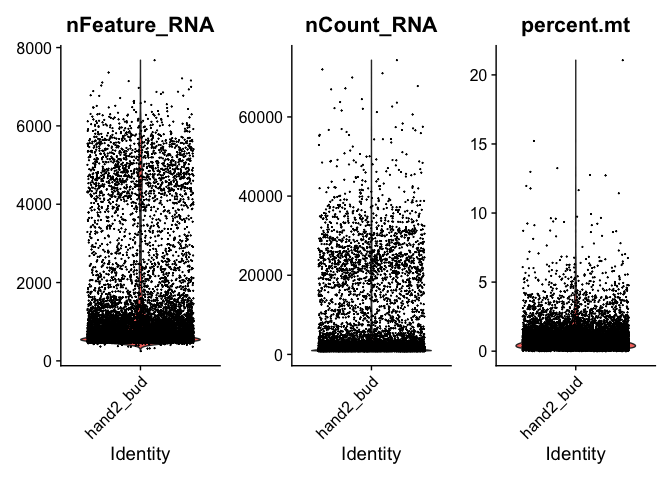 nFeature_RNA
8000
6000
4000
2000
0
hand2_bud
Identity
nCount_RNA
60000
40000
20000
0
hand2_bud
Identity
percent.mt
20
15
10
5
0
hand2_bud
Identity